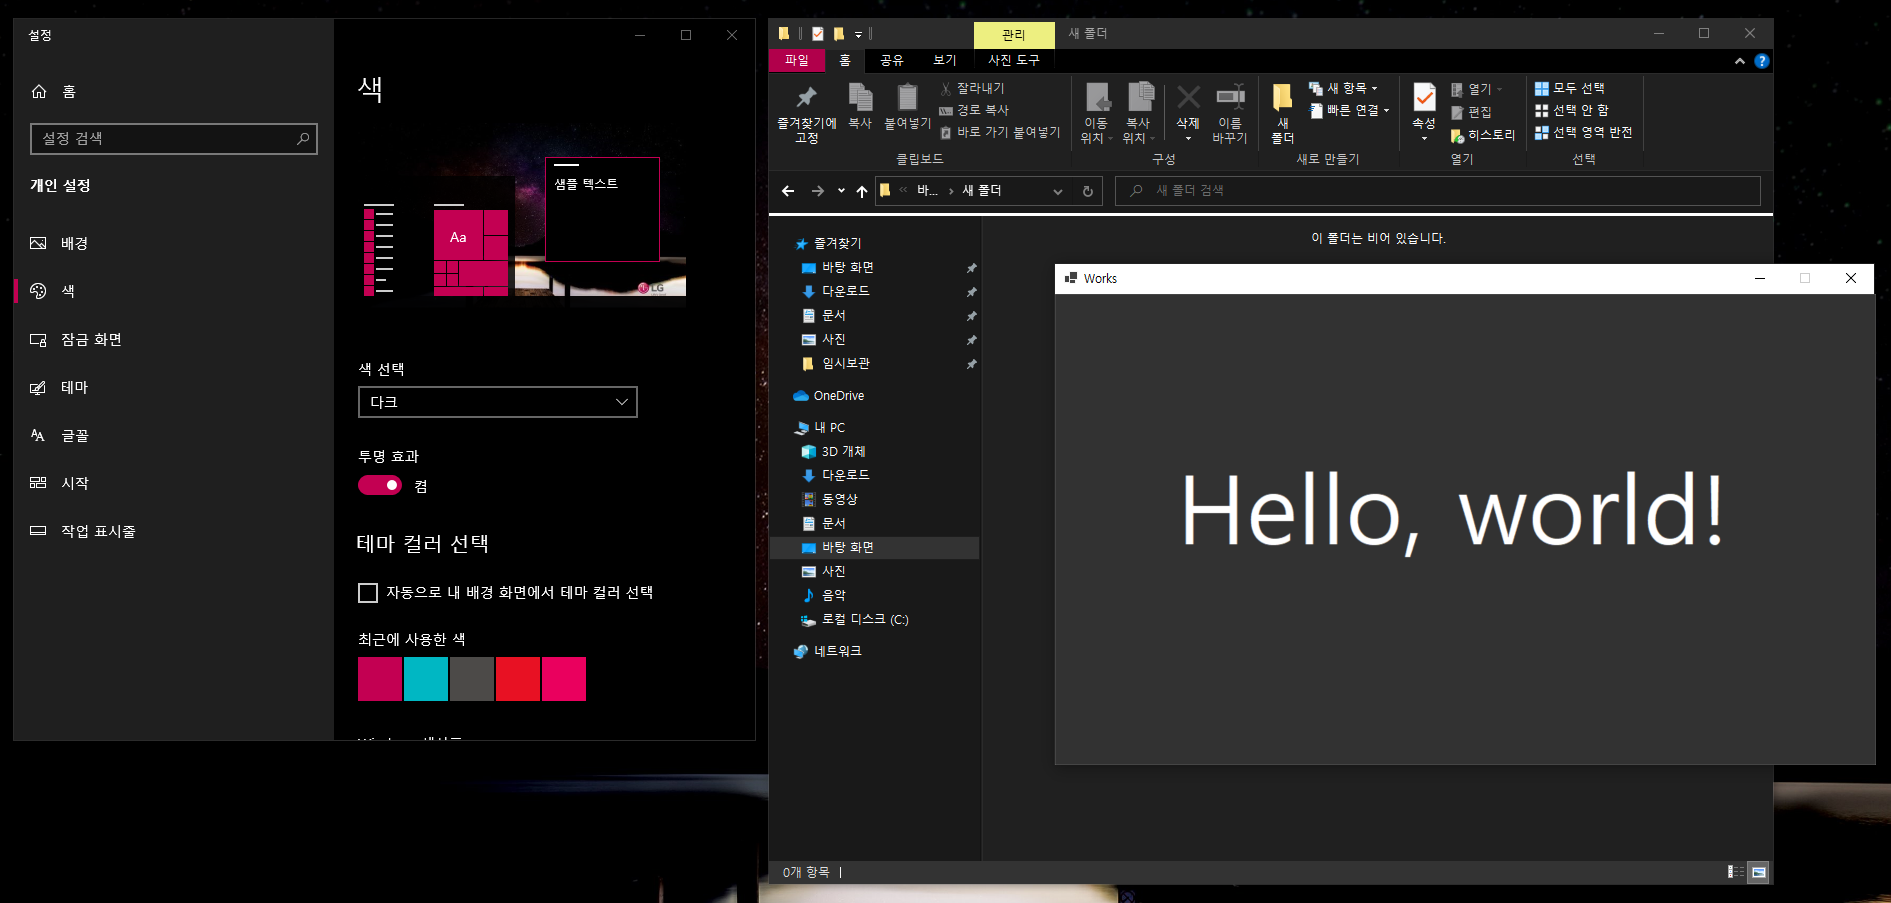 설정
홈
설정 검색
개인 설정
배경
색
잠금 화면
테마
글꼴
시작
작업 표시줄
색
샘플 텍스트
Aa
LG
색 선택
다크
투명 효과
켬
테마 컬러 선택
자동으로 내 배경 화면에서 테마 컬러 선택
최근에 사용한 색
관리
새 폴더
파일
홈
공유
보기
사진 도구
즐겨찾기에
고정
복사
붙여넣기
잘라내기
경로 복사
바로 가기 붙여넣기
클립보드
이동
위치
복사
위치
삭제
이름
바꾸기
구성
새
폴더
새 항목
빠른 연결
새로 만들기
속성
열기
편집
히스토리
열기
모두 선택
선택 안 함
선택 영역 반전
선택
바...
새 폴더
새 폴더 검색
즐겨찾기
바탕 화면
다운로드
문서
사진
임시보관
OneDrive
내 PC
3D 개체
다운로드
동영상
문서
바탕 화면
사진
음악
로컬 디스크 (C:)
네트워크
이 폴더는 비어 있습니다.
0개 항목
Works
Hello, world!